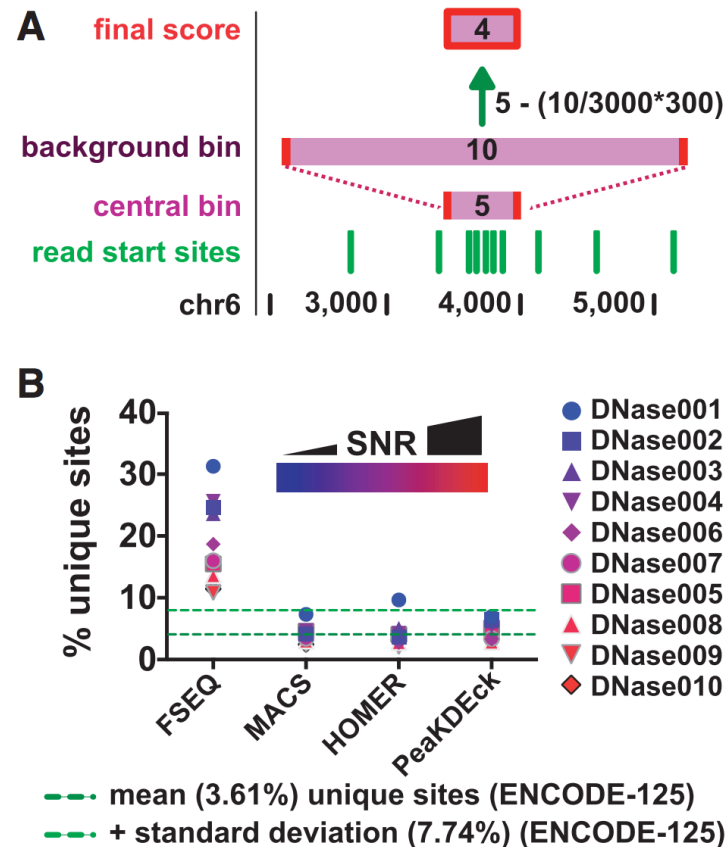 A
final score
4
5 - (10/3000*300)
background bin
10
central bin
5
read start sites
chr6
3,000
4,000
5,000
B
% unique sites
40
30
20
10
0
SNR
FSEQ
MACS
HOMER
PeaKDEck
DNase001
DNase002
DNase003
DNase004
DNase006
DNase007
DNase005
DNase008
DNase009
DNase010
mean (3.61%) unique sites (ENCODE-125)
+ standard deviation (7.74%) (ENCODE-125)